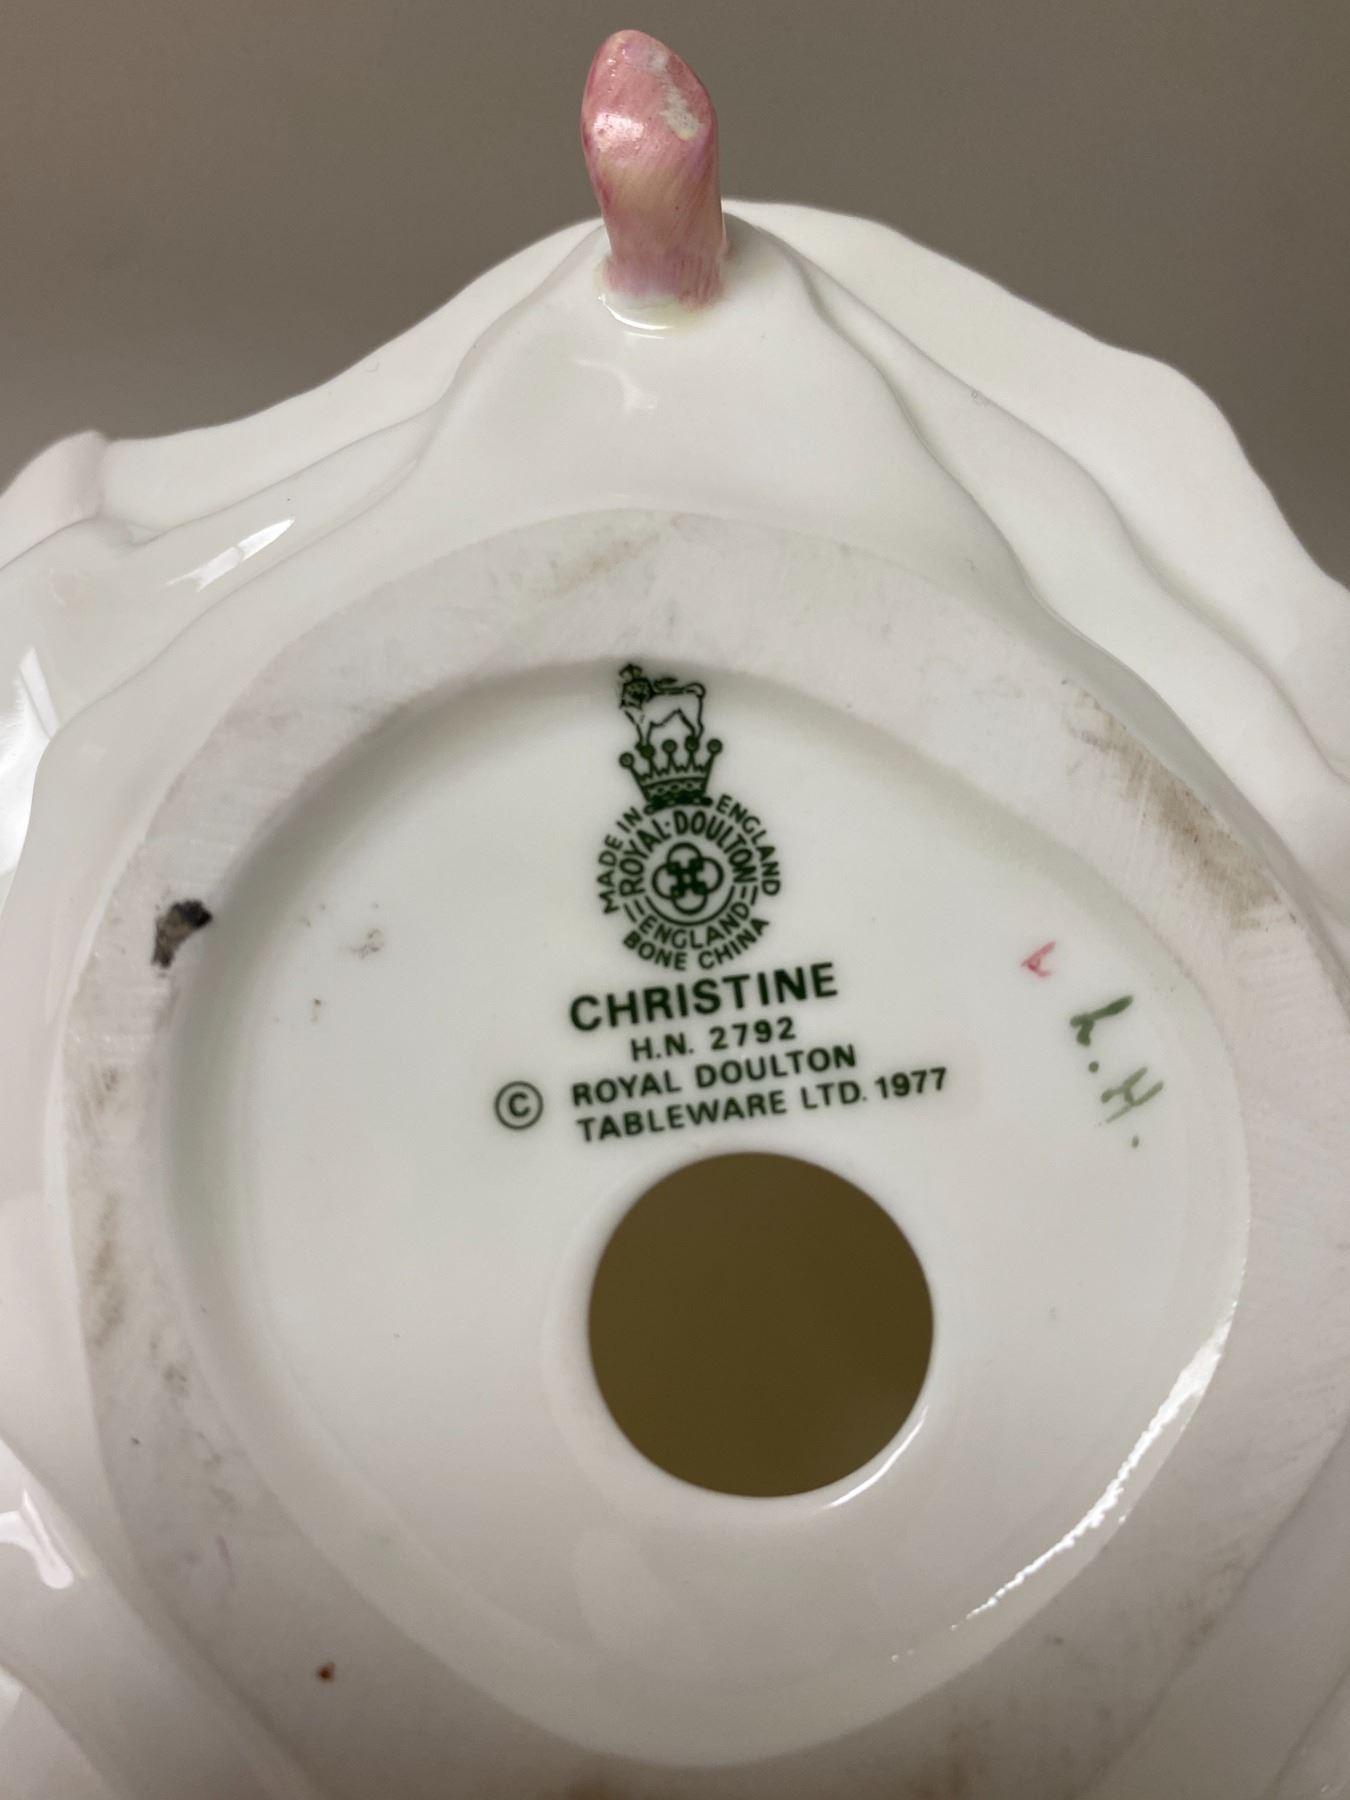 MADE IN ENGLAND
ROYAL·DOULTON
ENGLAND
BONE CHINA
CHRISTINE
H.N. 2792
© ROYAL DOULTON
TABLEWARE LTD. 1977
L.H.